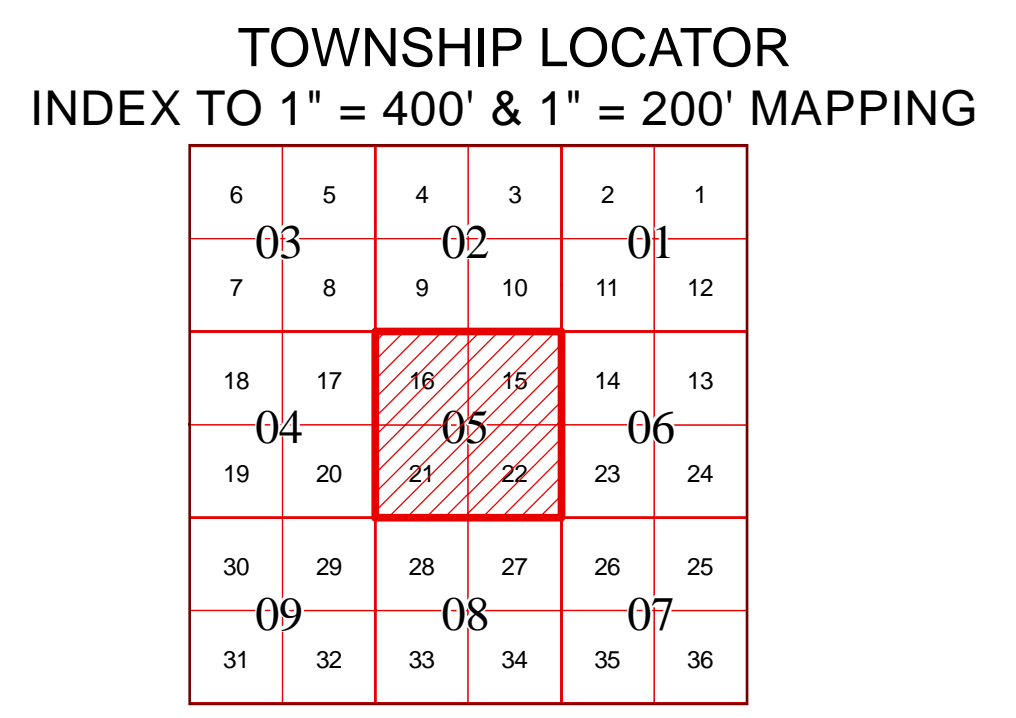 TOWNSHIP LOCATOR
INDEX TO 1" = 400' & 1" = 200' MAPPING
6 5 4 3 2 1
03 02 01
7 8 9 10 11 12
18 17 16 15 14 13
04 05 06
19 20 21 22 23 24
30 29 28 27 26 25
09 08 07
31 32 33 34 35 36